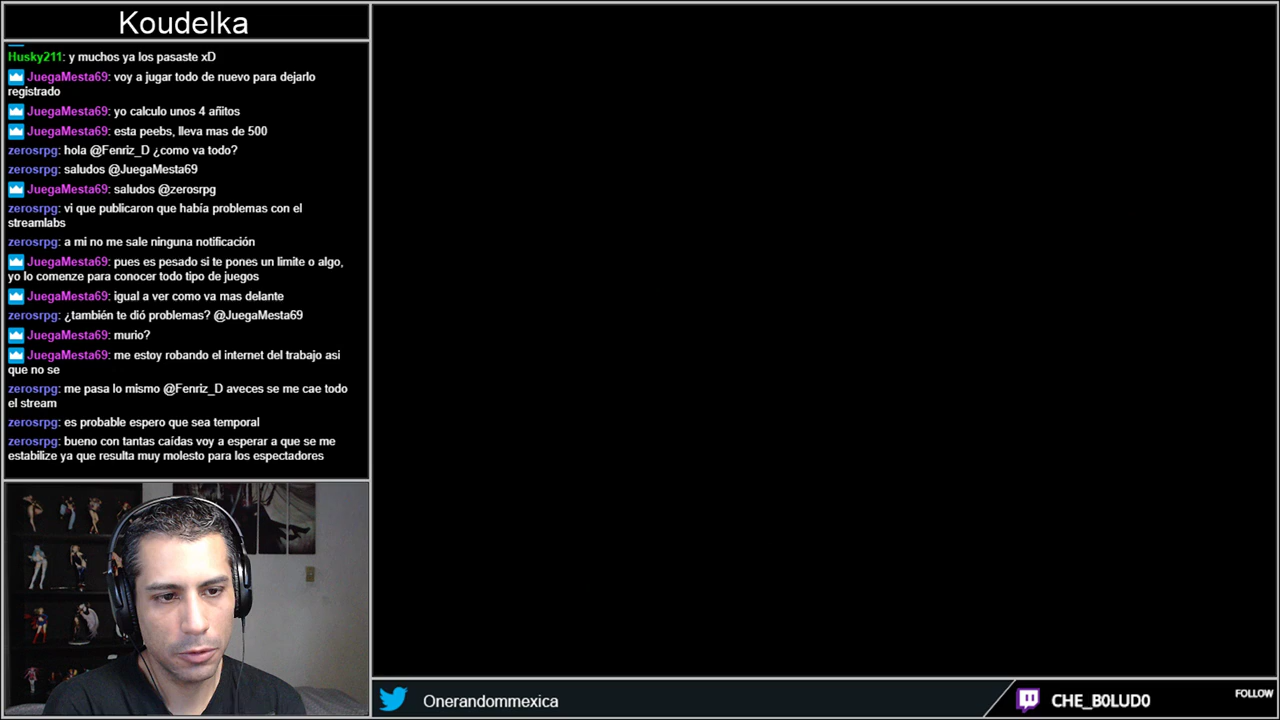 Koudelka
Husky211: y muchos ya los pasaste xD
JuegaMesta69: voy a jugar todo de nuevo para dejarlo
registrado
JuegaMesta69: yo calculo unos 4 añitos
JuegaMesta69: esta peebs, lleva mas de 500
zerosrpg: hola @Fenriz_D ¿como va todo?
zerosrpg: saludos @JuegaMesta69
JuegaMesta69: saludos @zerosrpg
zerosrpg: vi que publicaron que había problemas con el
streamlabs
zerosrpg: a mi no me sale ninguna notificación
JuegaMesta69: pues es pesado si te pones un limite o algo,
yo lo comenze para conocer todo tipo de juegos
JuegaMesta69: igual a ver como va mas delante
zerosrpg: ¿también te dió problemas? @JuegaMesta69
JuegaMesta69: murio?
JuegaMesta69: me estoy robando el internet del trabajo asi
que no se
zerosrpg: me pasa lo mismo @Fenriz_D aveces se me cae todo
el stream
zerosrpg: es probable espero que sea temporal
zerosrpg: bueno con tantas caídas voy a esperar a que se me
estabilize ya que resulta muy molesto para los espectadores
Onerandommexica
CHE_B0LUD0
FOLLOW